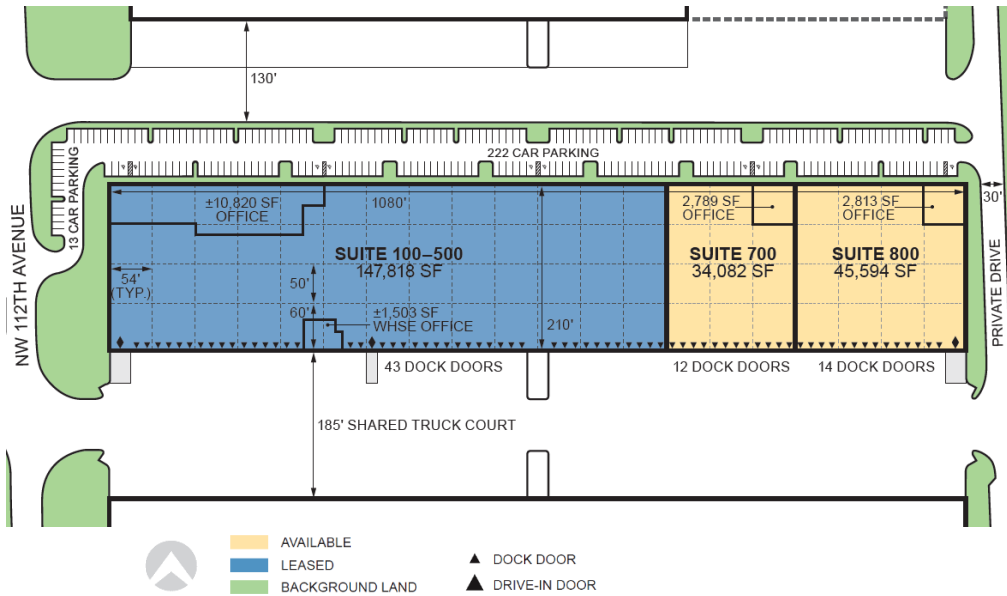 130'
222 CAR PARKING
13 CAR PARKING
NW 112TH AVENUE
±10,820 SF
OFFICE
1080'
2,789 SF
OFFICE
2,813 SF
OFFICE
30'
PRIVATE DRIVE
SUITE 100–500
147,818 SF
SUITE 700
34,082 SF
SUITE 800
45,594 SF
54'
(TYP.)
50'
60'
±1,503 SF
WHSE OFFICE
210'
43 DOCK DOORS
12 DOCK DOORS
14 DOCK DOORS
185' SHARED TRUCK COURT
AVAILABLE
LEASED
BACKGROUND LAND
DOCK DOOR
DRIVE-IN DOOR